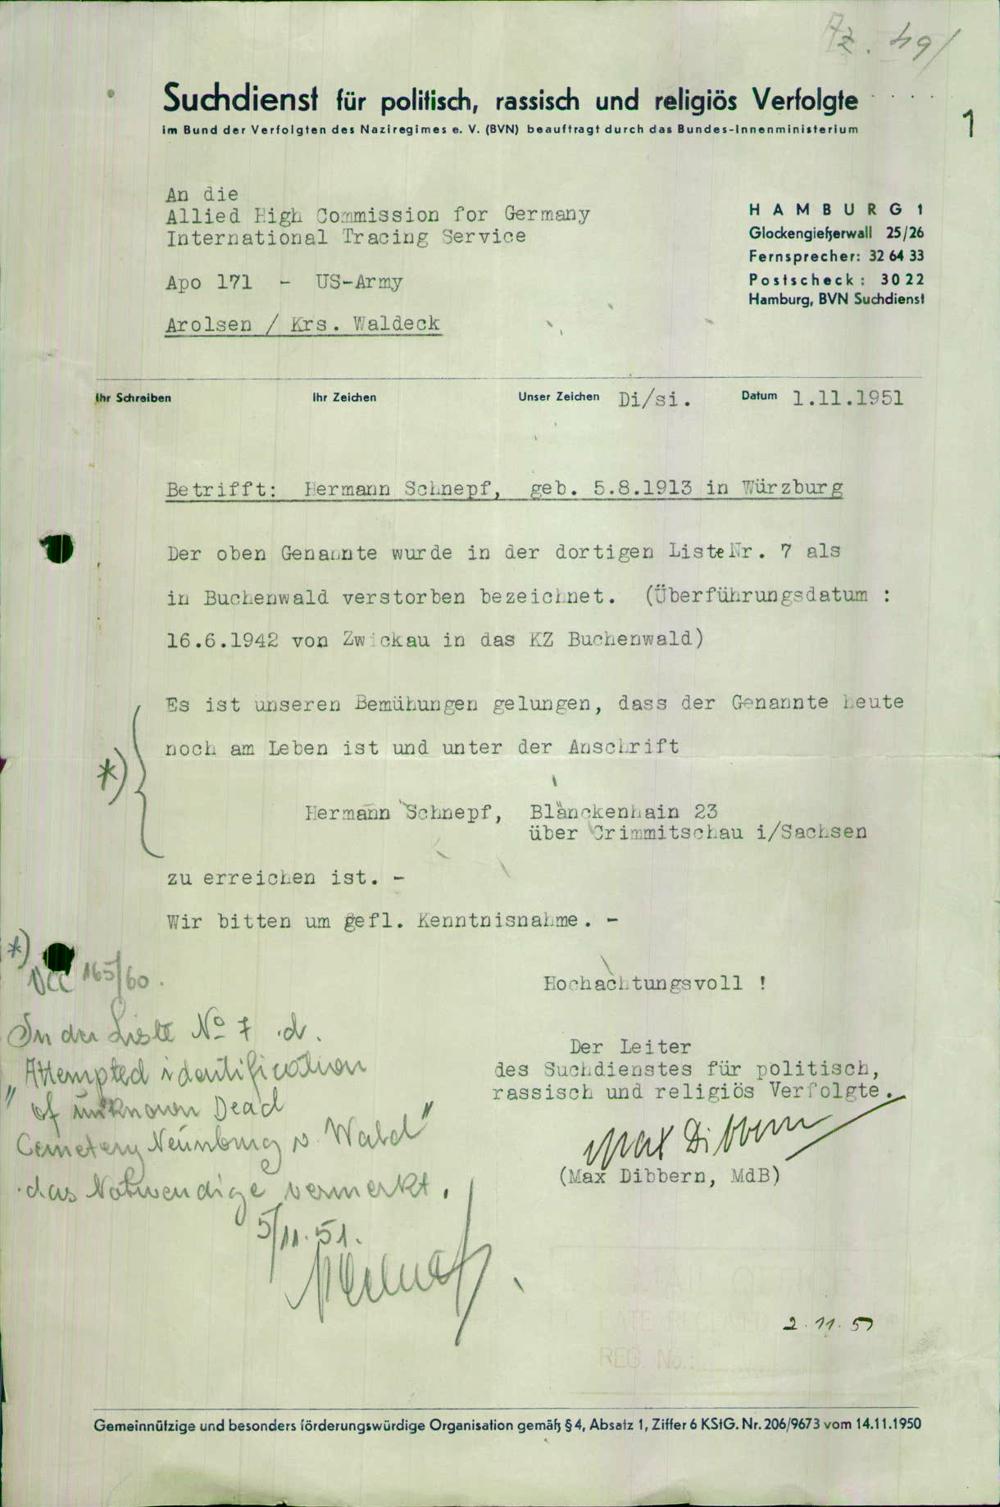 Az. 49/
Suchdienst für politisch, rassisch und religiös Verfolgte
im Bund der Verfolgten des Naziregimes e. V. (BVN) beauftragt durch das Bundes-Innenministerium
1
An die
Allied High Commission for Germany
International Tracing Service
Apo 171 - US-Army
Arolsen / Krs. Waldeck
HAMBURG 1
Glockengießerwall 25/26
Fernsprecher: 32 64 33
Postscheck: 30 22
Hamburg, BVN Suchdienst
Ihr Schreiben Ihr Zeichen Unser Zeichen Di/si. Datum 1.11.1951
Betrifft: Hermann Schnepf, geb. 5.8.1913 in Würzburg
Der oben Genannte wurde in der dortigen Liste Nr. 7 als
in Buchenwald verstorben bezeichnet. (Überführungsdatum :
16.6.1942 von Zwickau in das KZ Buchenwald)
Es ist unseren Bemühungen gelungen, dass der Genannte heute
noch am Leben ist und unter der Anschrift
*)
Hermann Schnepf, Blanckenhain 23
über Crimmitschau i/Sachsen
zu erreichen ist. -
Wir bitten um gefl. Kenntnisnahme. -
Hochachtungsvoll !
Der Leiter
des Suchdienstes für politisch,
rassisch und religiös Verfolgte.
Max Dibbern
(Max Dibbern, MdB)
*)
165/60.
In der Liste No 7 d.
"Attempted identification
of unknown Dead
Cemetery Neunburg v. Wald"
das Notwendige vermerkt.
5/11.51.
2.11.51
REG. No.:
Gemeinnützige und besonders förderungswürdige Organisation gemäß § 4, Absatz 1, Ziffer 6 KStG. Nr. 206/9673 vom 14.11.1950